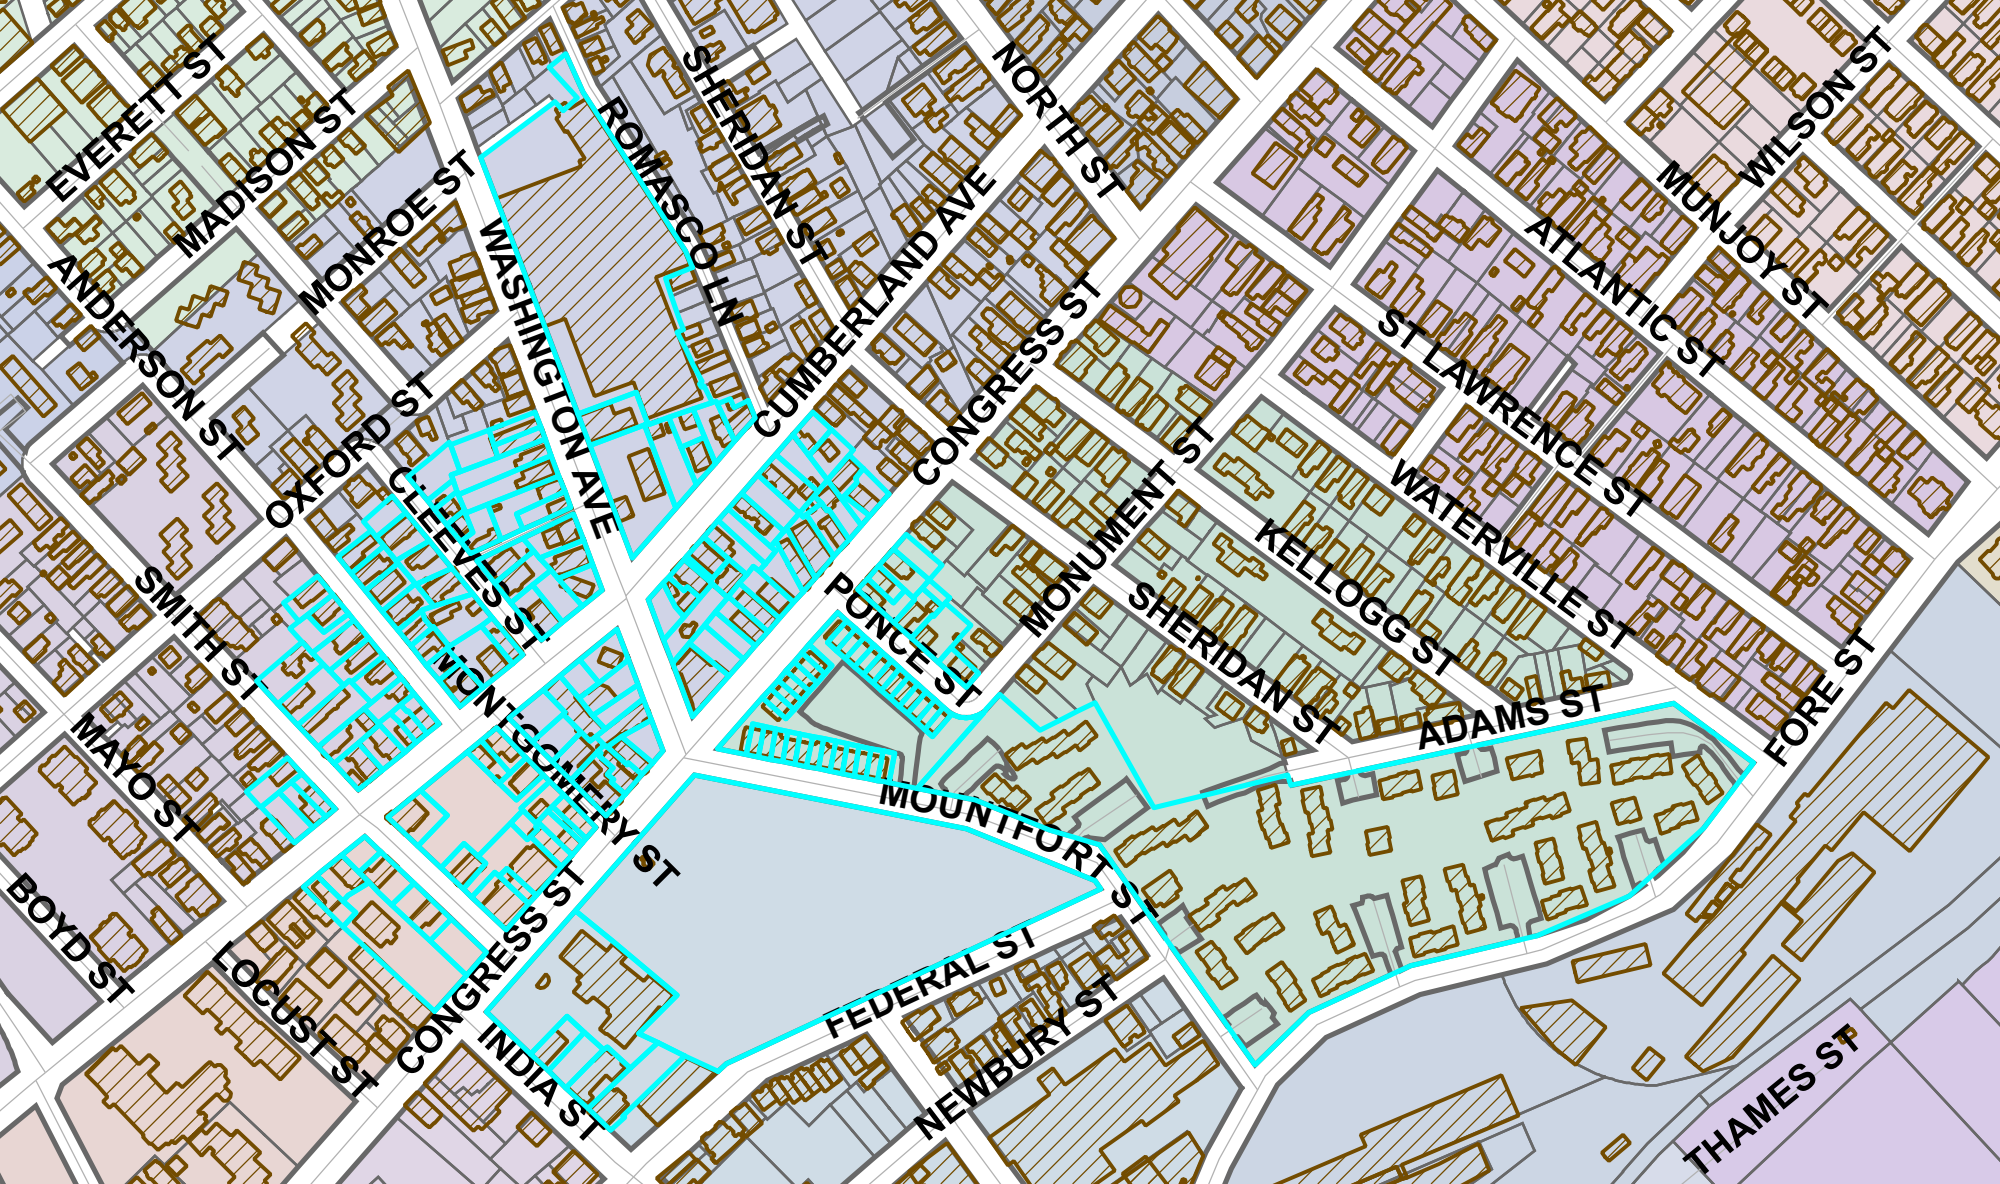 EVERETT ST
MADISON ST
MONROE ST
WASHINGTON AVE
ROMASCO LN
SHERIDAN ST
NORTH ST
WILSON ST
MUNJOY ST
ATLANTIC ST
ANDERSON ST
OXFORD ST
CUMBERLAND AVE
CONGRESS ST
ST LAWRENCE ST
WATERVILLE ST
MONUMENT ST
KELLOGG ST
CLEEVES ST
SMITH ST
PONCE ST
SHERIDAN ST
ADAMS ST
FORE ST
MAYO ST
MONTGOMERY ST
MOUNTFORT ST
BOYD ST
LOCUST ST
CONGRESS ST
INDIA ST
FEDERAL ST
NEWBURY ST
THAMES ST